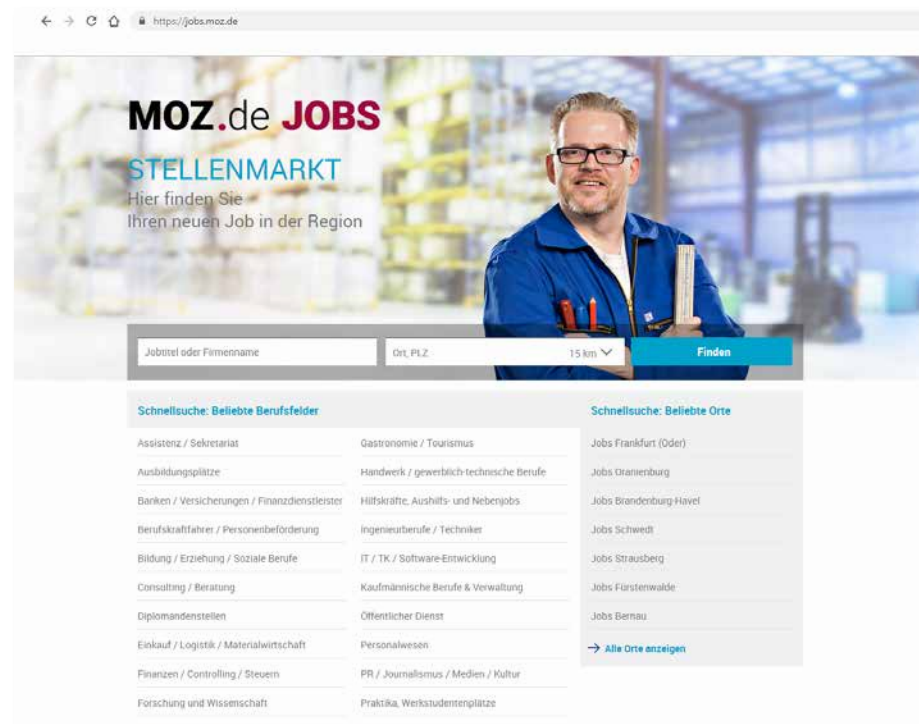 https://jobs.moz.de
MOZ.de JOBS
STELLENMARKT
Hier finden Sie
Ihren neuen Job in der Region
Jobtitel oder Firmenname
Ort, PLZ
15 km
Finden
Schnellsuche: Beliebte Berufsfelder
Assistenz / Sekretariat
Ausbildungsplätze
Banken / Versicherungen / Finanzdienstleister
Berufskraftfahrer / Personenbeförderung
Bildung / Erziehung / Soziale Berufe
Consulting / Beratung
Diplomandenstellen
Einkauf / Logistik / Materialwirtschaft
Finanzen / Controlling / Steuern
Forschung und Wissenschaft
Gastronomie / Tourismus
Handwerk / gewerblich-technische Berufe
Hilfskräfte, Aushilfs- und Nebenjobs
Ingenieurberufe / Techniker
IT / TK / Software-Entwicklung
Kaufmännische Berufe & Verwaltung
Öffentlicher Dienst
Personalwesen
PR / Journalismus / Medien / Kultur
Praktika, Werkstudentenplätze
Schnellsuche: Beliebte Orte
Jobs Frankfurt (Oder)
Jobs Oranienburg
Jobs Brandenburg-Havel
Jobs Schwedt
Jobs Strausberg
Jobs Fürstenwalde
Jobs Bernau
→ Alle Orte anzeigen